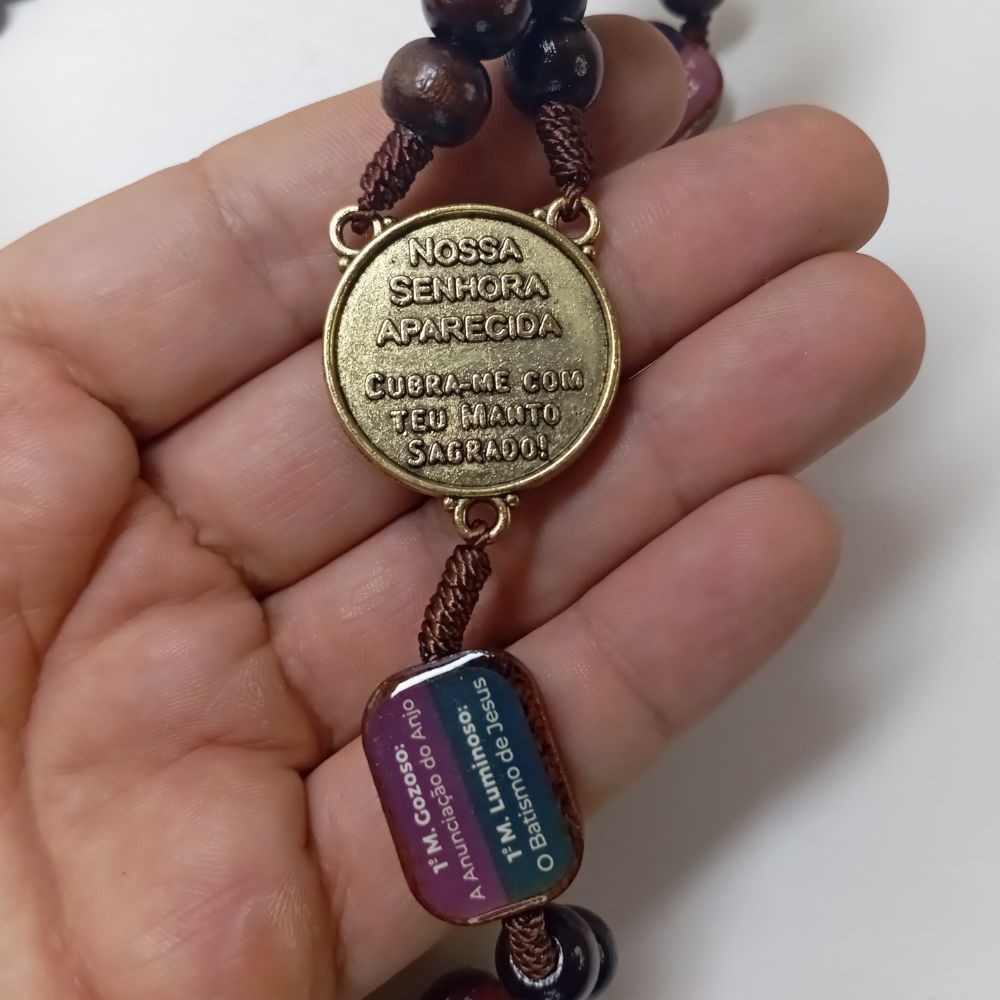 NOSSA
SENHORA
APARECIDA
CUBRA-ME COM
TEU MANTO
SAGRADO!
1º M. Gozoso:
A Anunciação do Anjo
1º M. Luminoso:
O Batismo de Jesus